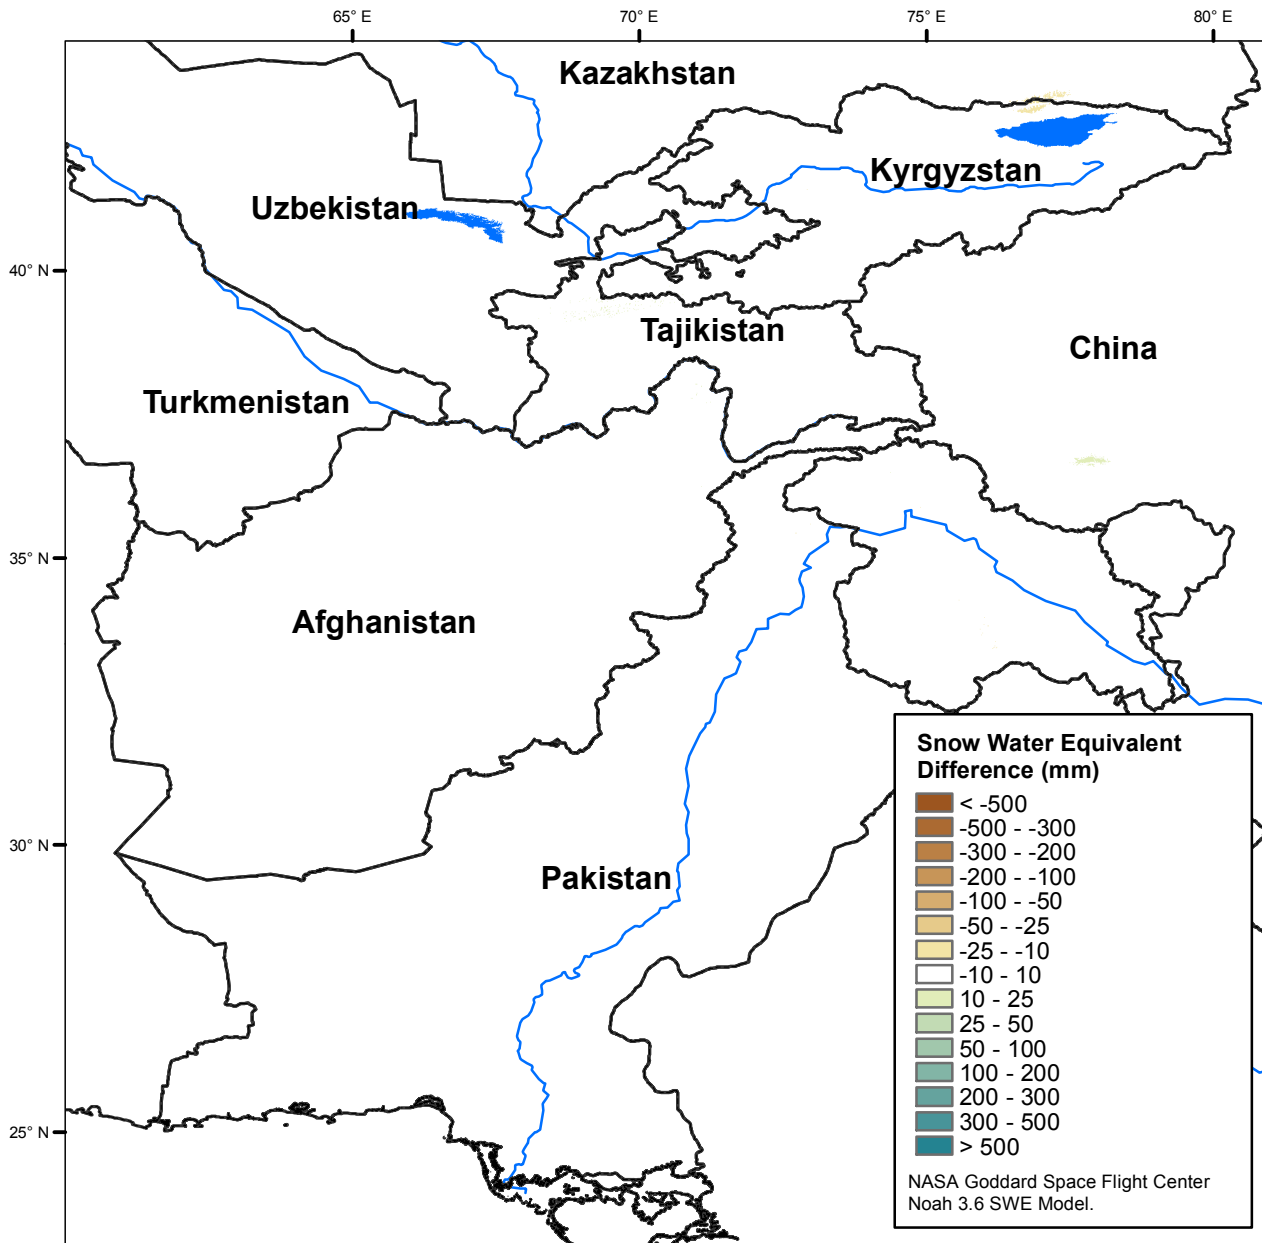 65° E
70° E
75° E
80° E
Kazakhstan
Kyrgyzstan
Uzbekistan
40° N
Tajikistan
China
Turkmenistan
35° N
Afghanistan
30° N
Pakistan
25° N
Snow Water Equivalent
Difference (mm)
< -500
-500 - -300
-300 - -200
-200 - -100
-100 - -50
-50 - -25
-25 - -10
-10 - 10
10 - 25
25 - 50
50 - 100
100 - 200
200 - 300
300 - 500
> 500
NASA Goddard Space Flight Center
Noah 3.6 SWE Model.